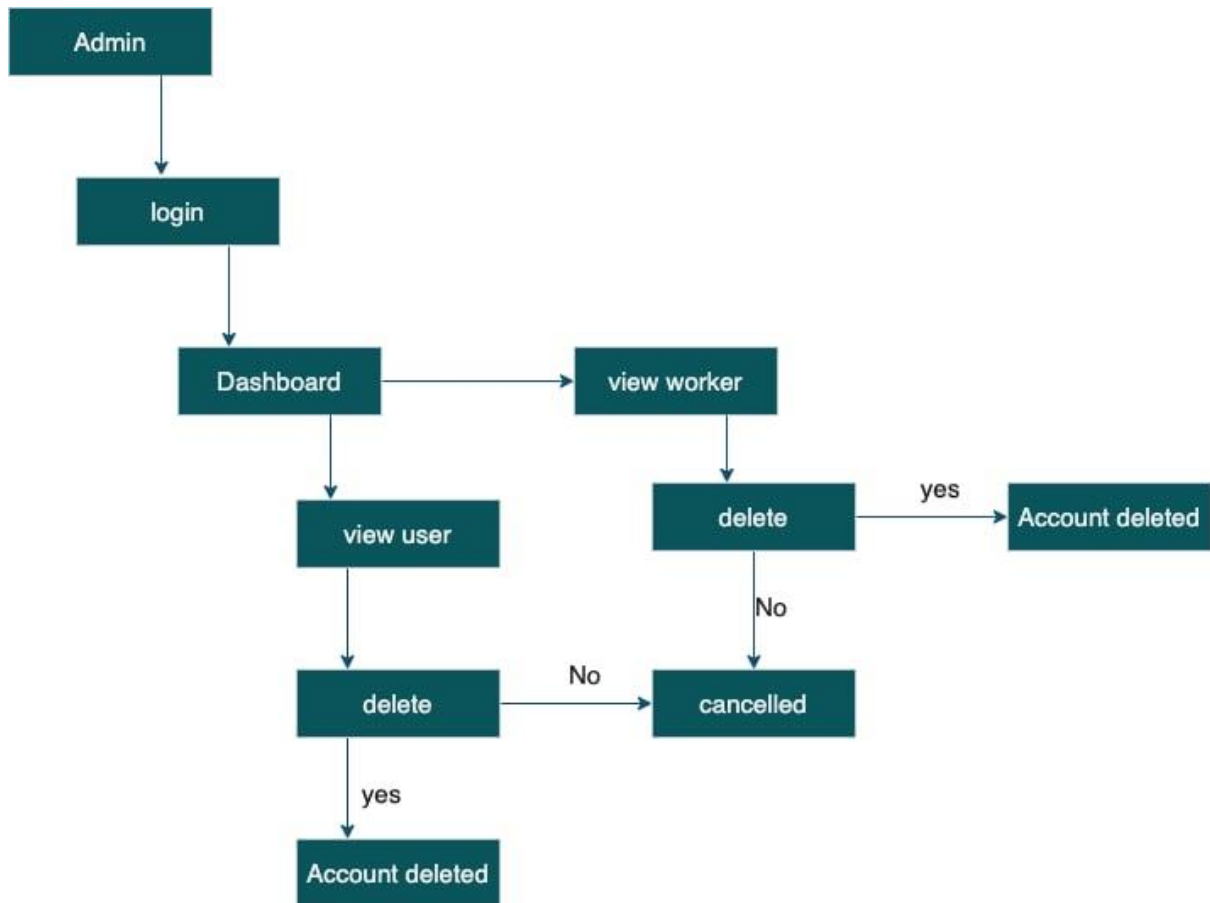 Admin
login
Dashboard
view worker
view user
delete
yes
Account deleted
No
delete
No
cancelled
yes
Account deleted